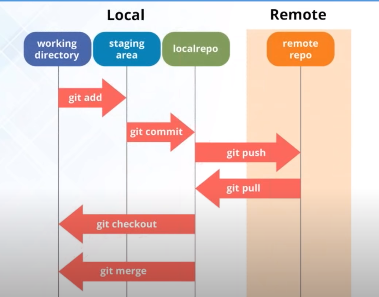 Local
Remote
working
directory
staging
area
localrepo
remote
repo
git add
git commit
git push
git pull
git checkout
git merge